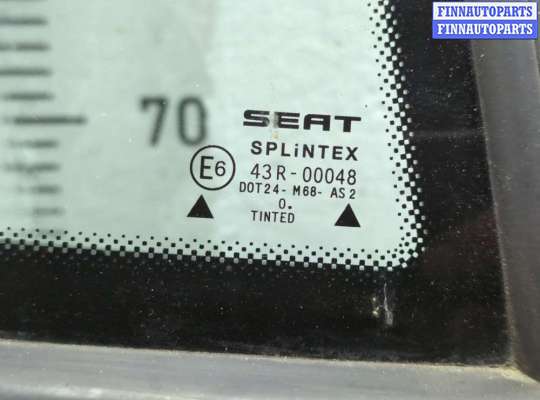 FINNAUTOPARTS
FINNAUTOPARTS
70
SEAT
SPLiNTEX
E6 43R-00048
DOT24- M68- AS2
0.
TINTED